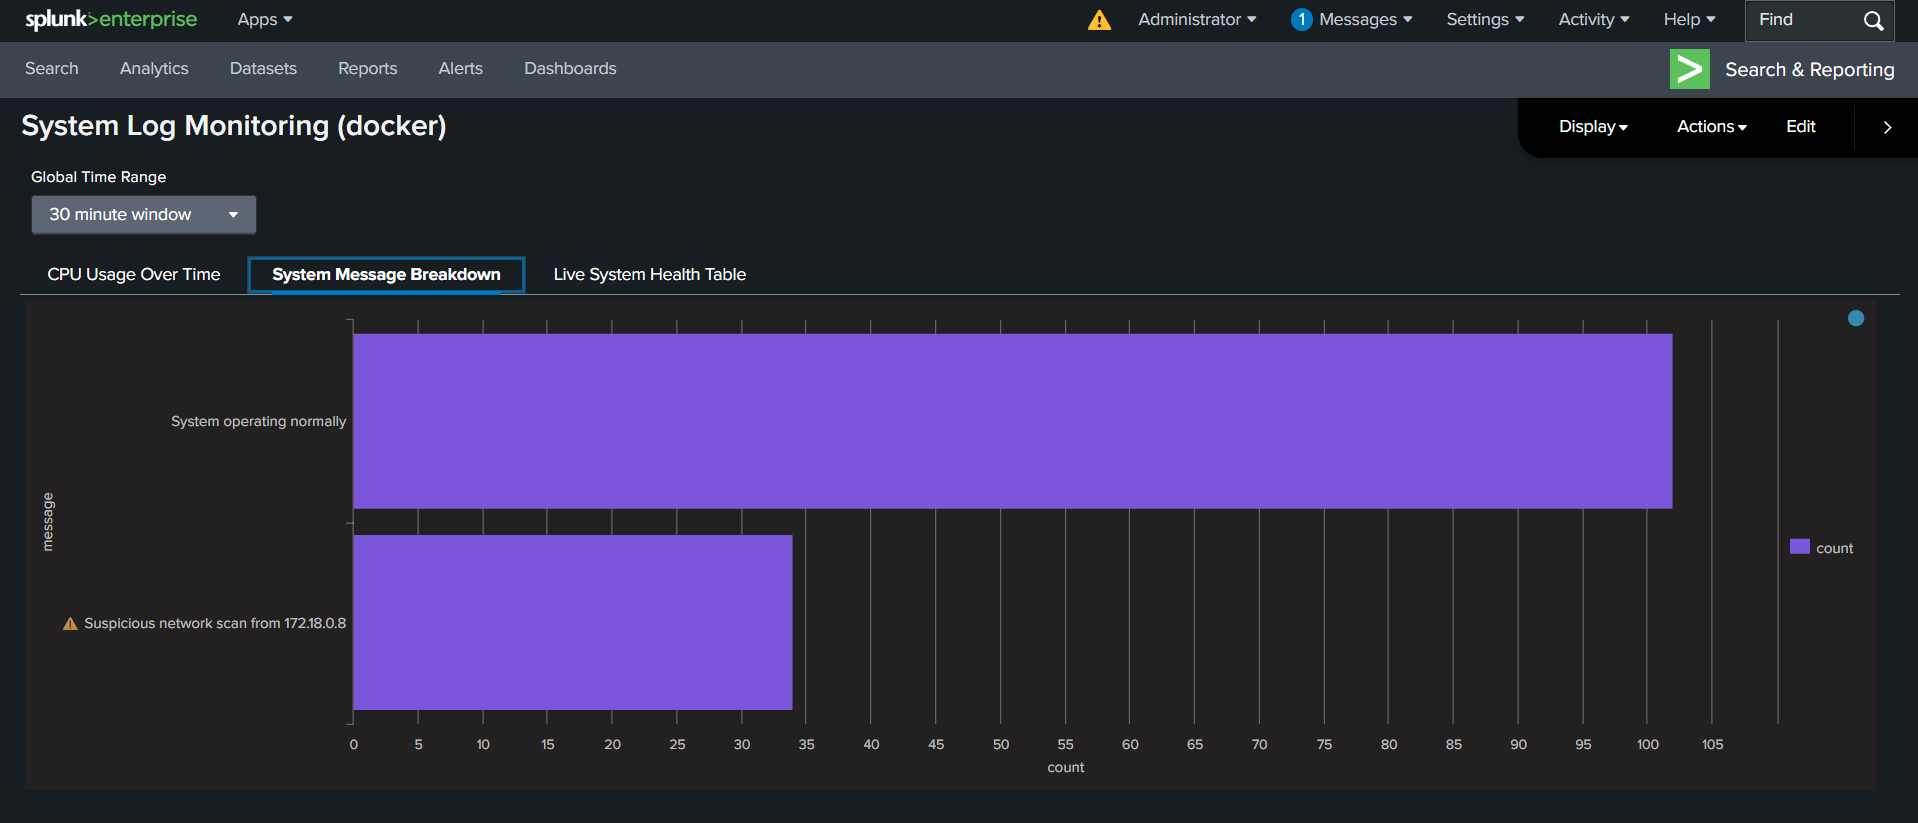 splunk>enterprise Apps Administrator 1 Messages Settings Activity Help Find
Search Analytics Datasets Reports Alerts Dashboards Search & Reporting
System Log Monitoring (docker) Display Actions Edit
Global Time Range
30 minute window
CPU Usage Over Time System Message Breakdown Live System Health Table
System operating normally
message
count
Suspicious network scan from 172.18.0.8
0 5 10 15 20 25 30 35 40 45 50 55 60 65 70 75 80 85 90 95 100 105
count